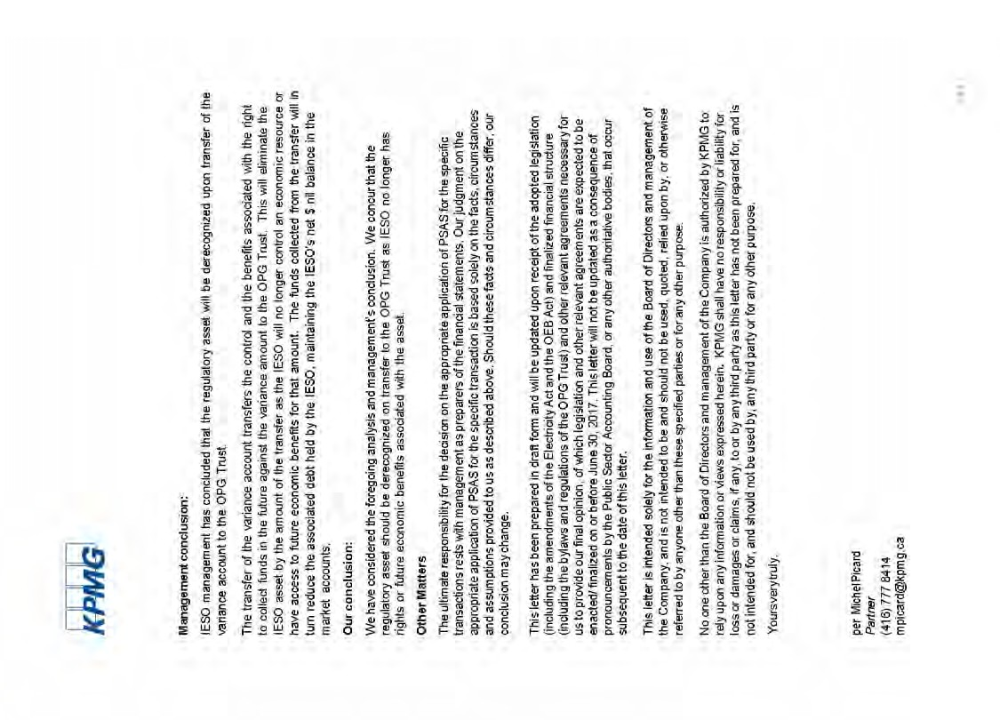 KPMG
Management conclusion:
IESO management has concluded that the regulatory asset will be derecognized upon transfer of the
variance account to the OPG Trust.
The transfer of the variance account transfers the control and the benefits associated with the right
to collect funds in the future against the variance amount to the OPG Trust. This will eliminate the
IESO asset by the amount of the transfer as the IESO will no longer control an economic resource or
have access to future economic benefits for that amount. The funds collected from the transfer will in
turn reduce the associated debt held by the IESO, maintaining the IESO's net $ nil balance in the
market accounts.
Our conclusion:
We have considered the foregoing analysis and management's conclusion. We concur that the
regulatory asset should be derecognized on transfer to the OPG Trust as IESO no longer has
rights or future economic benefits associated with the asset.
Other Matters
The ultimate responsibility for the decision on the appropriate application of PSAS for the specific
transactions rests with management as preparers of the financial statements. Our judgment on the
appropriate application of PSAS for the specific transaction is based solely on the facts, circumstances
and assumptions provided to us as described above. Should these facts and circumstances differ, our
conclusion may change.
This letter has been prepared in draft form and will be updated upon receipt of the adopted legislation
(including the amendments of the Electricity Act and the OEB Act) and finalized financial structure
(including the bylaws and regulations of the OPG Trust) and other relevant agreements necessary for
us to provide our final opinion, of which legislation and other relevant agreements are expected to be
enacted/ finalized on or before June 30, 2017. This letter will not be updated as a consequence of
pronouncements by the Public Sector Accounting Board, or any other authoritative bodies, that occur
subsequent to the date of this letter.
This letter is intended solely for the information and use of the Board of Directors and management of
the Company, and is not intended to be and should not be used, quoted, relied upon by, or otherwise
referred to by anyone other than these specified parties or for any other purpose.
No one other than the Board of Directors and management of the Company is authorized by KPMG to
rely upon any information or views expressed herein. KPMG shall have no responsibility or liability for
loss or damages or claims, if any, to or by any third party as this letter has not been prepared for, and is
not intended for, and should not be used by, any third party or for any other purpose.
Yours very truly,
per Michel Picard
Partner
(416) 777 8414
mpicard@kpmg.ca